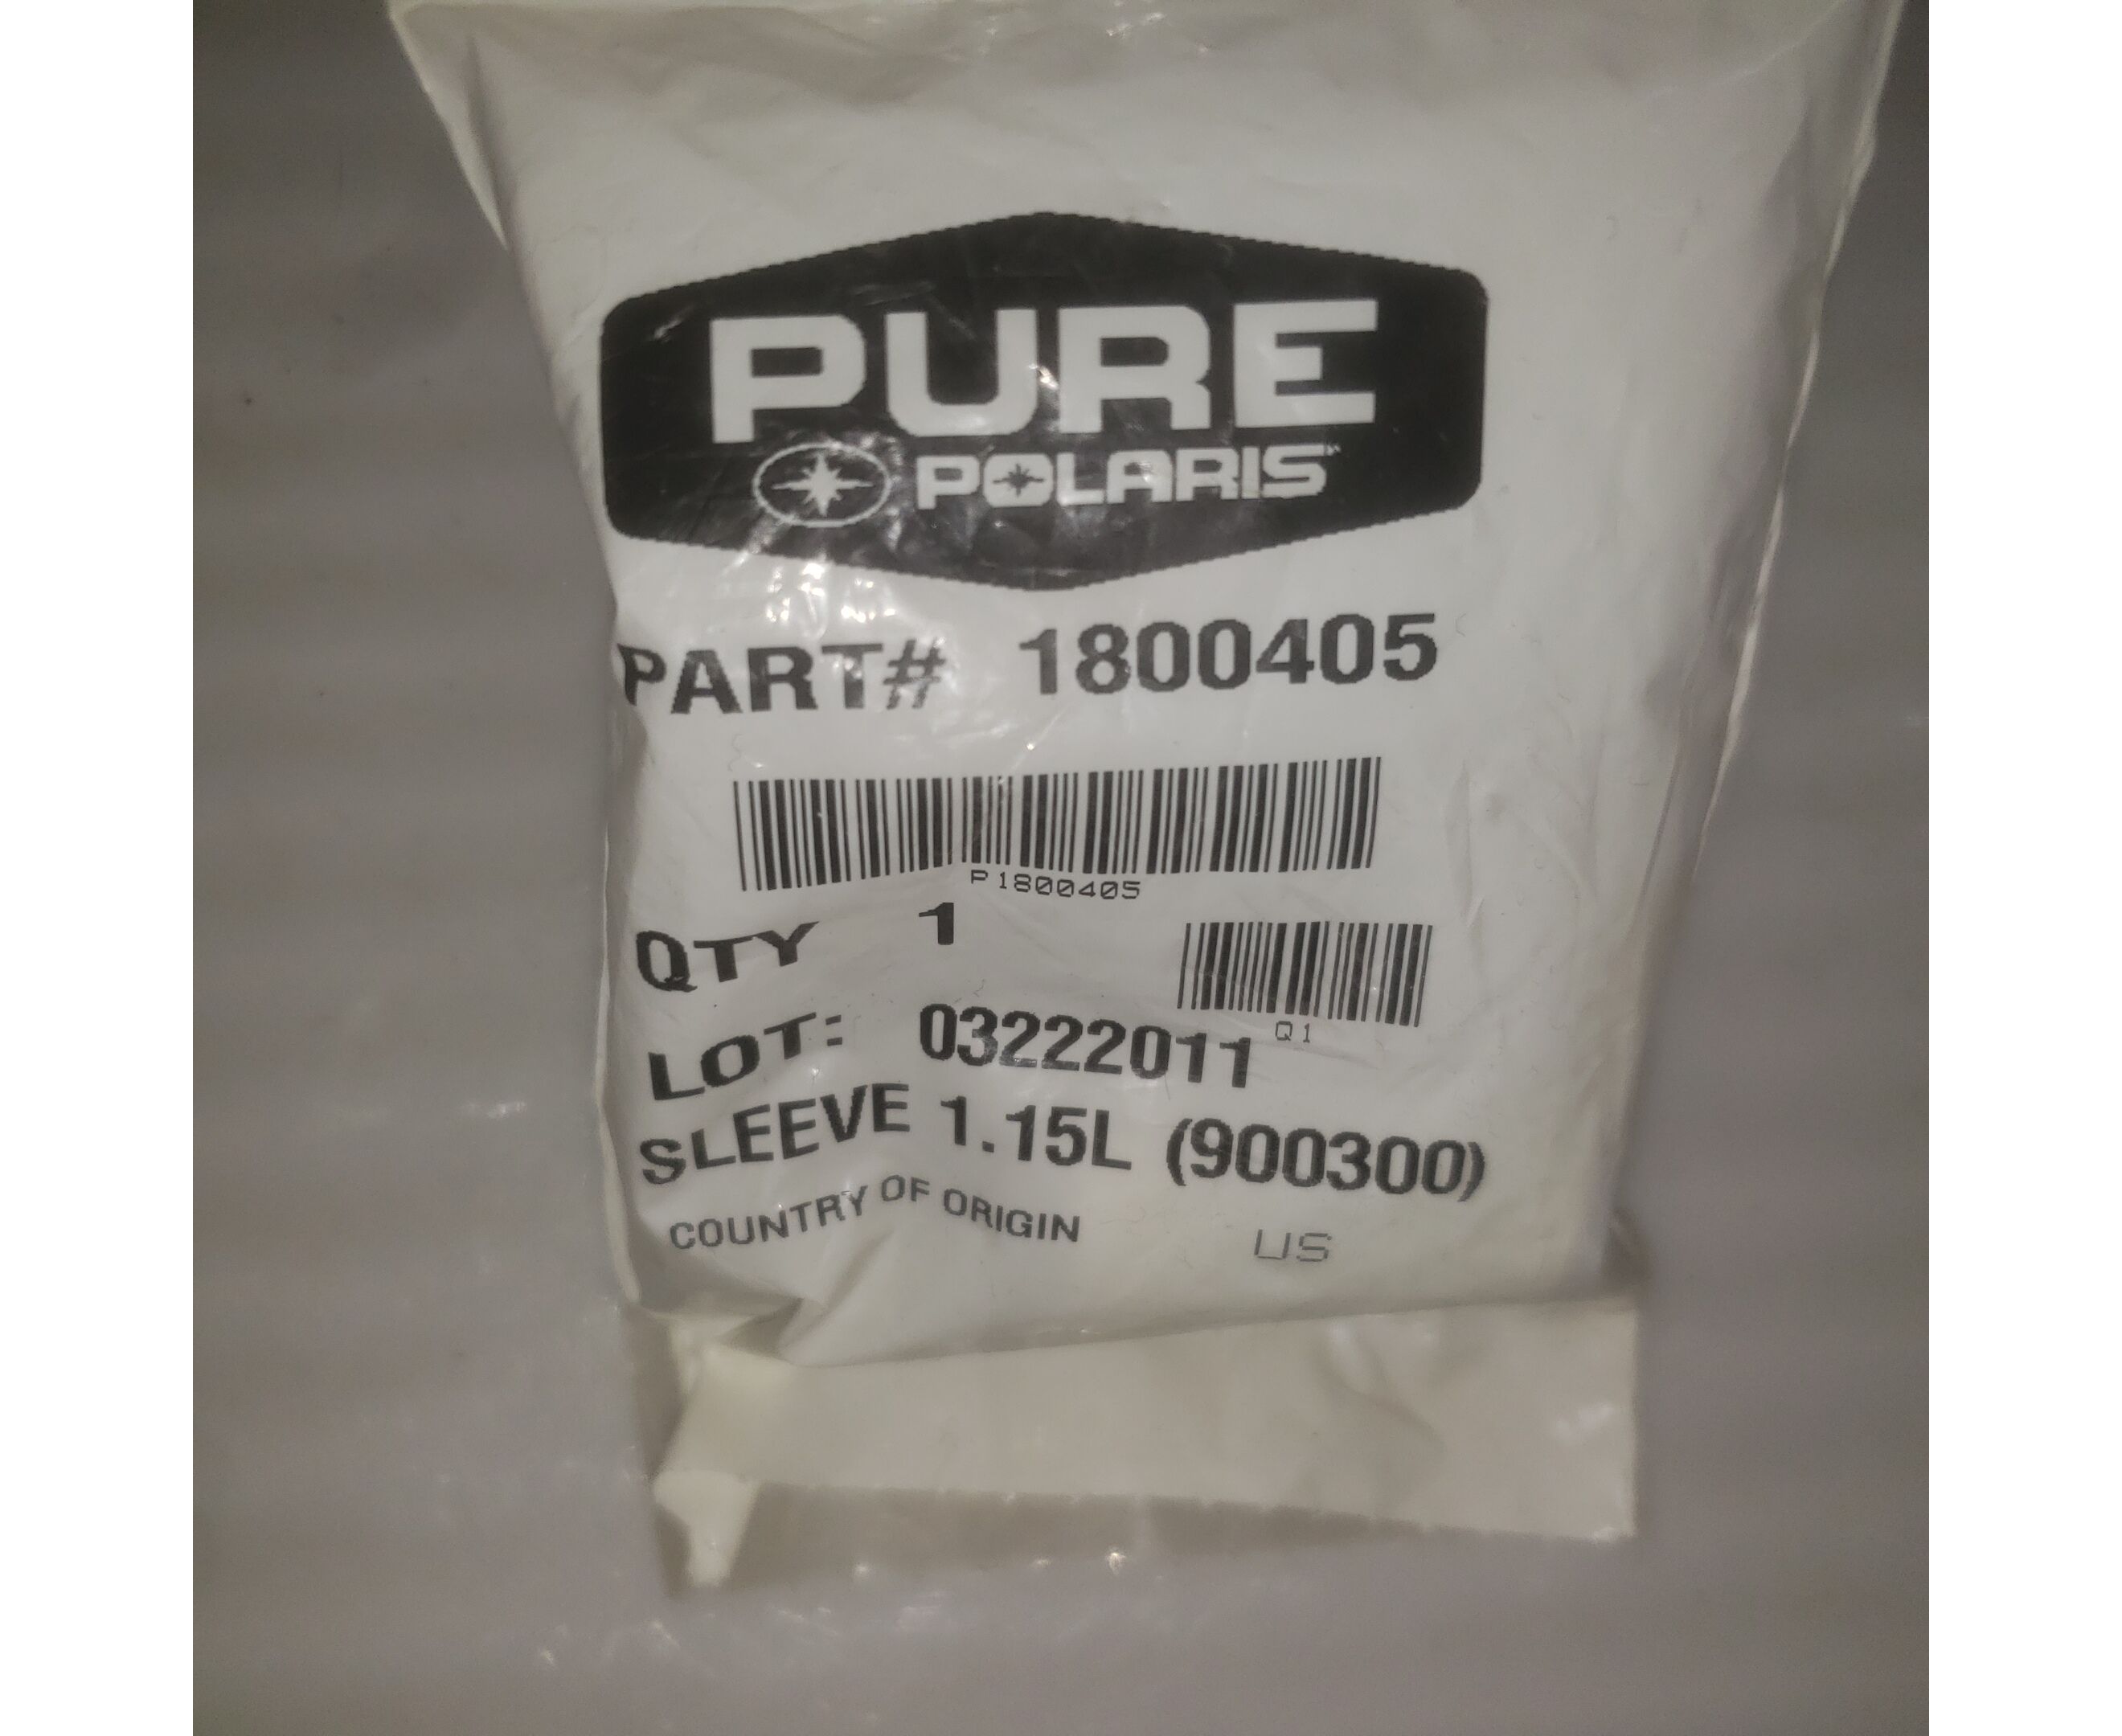 PURE
POLARIS
PART# 1800405
P1800405
QTY 1
Q1
LOT: 03222011
SLEEVE 1.15L (900300)
COUNTRY OF ORIGIN US